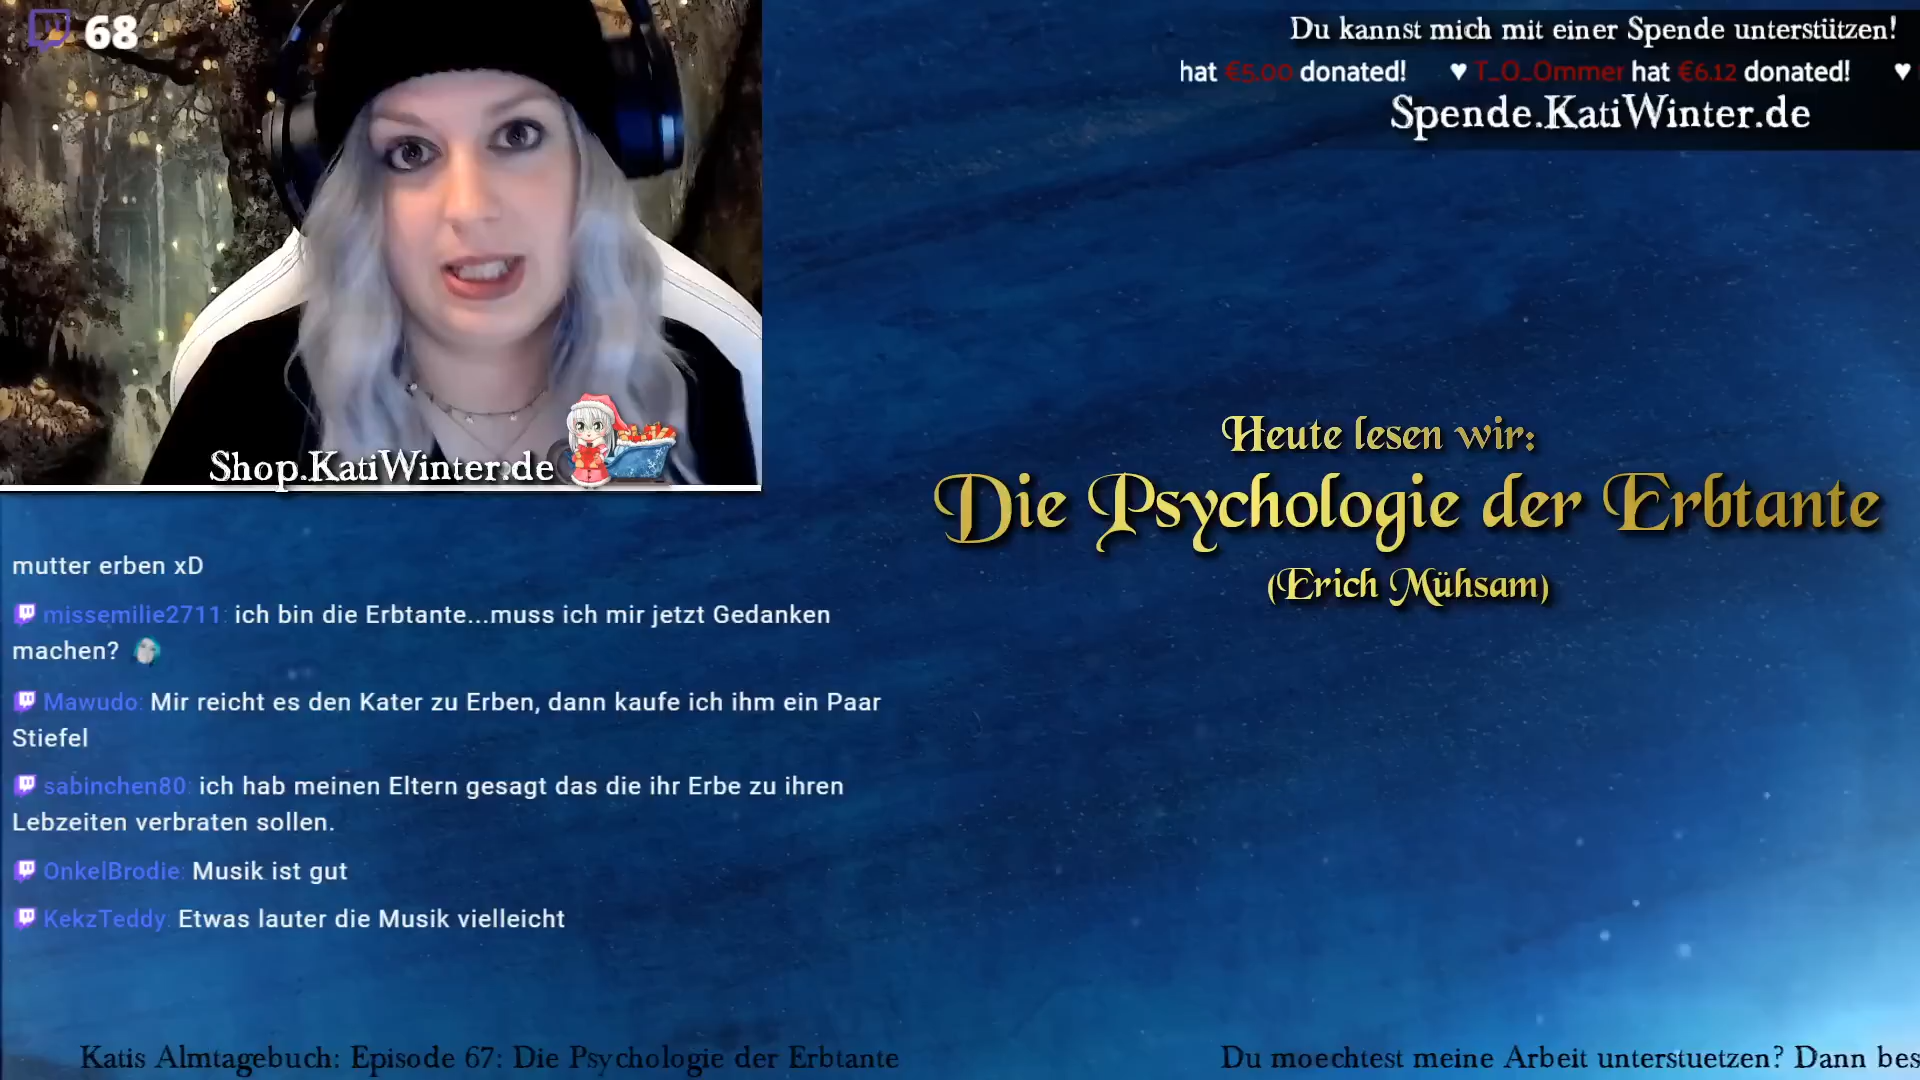 68
Du kannst mich mit einer Spende unterstützen!
hat €5.00 donated! ♥ T_O_Ommer hat €6.12 donated! ♥
Spende.KatiWinter.de
Shop.KatiWinter.de
Heute lesen wir:
Die Psychologie der Erbtante
(Erich Mühsam)
mutter erben xD
missemilie2711: ich bin die Erbtante...muss ich mir jetzt Gedanken
machen?
Mawudo: Mir reicht es den Kater zu Erben, dann kaufe ich ihm ein Paar
Stiefel
sabinchen80: ich hab meinen Eltern gesagt das die ihr Erbe zu ihren
Lebzeiten verbraten sollen.
OnkelBrodie: Musik ist gut
KekzTeddy: Etwas lauter die Musik vielleicht
Katis Almtagebuch: Episode 67: Die Psychologie der Erbtante
Du moechtest meine Arbeit unterstuetzen? Dann bes